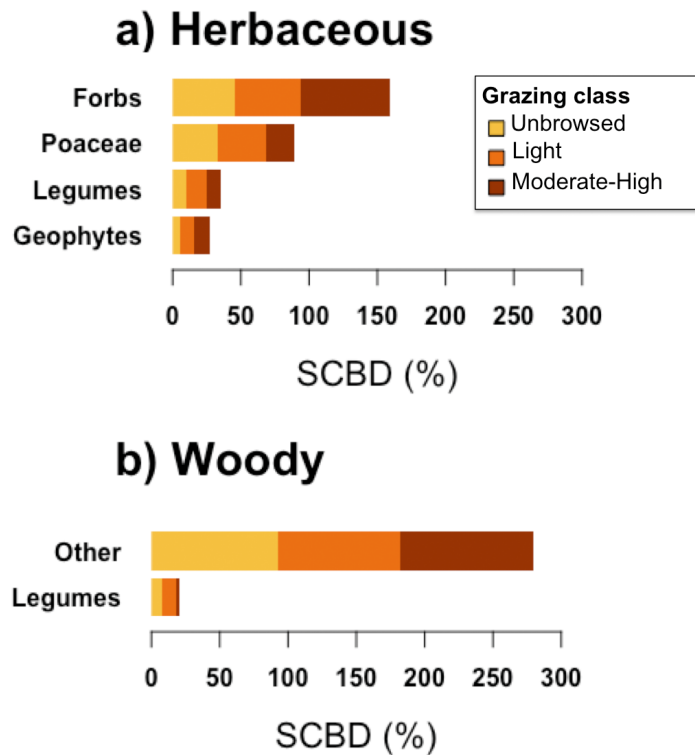 a) Herbaceous
Forbs
Poaceae
Legumes
Geophytes
Grazing class
Unbrowsed
Light
Moderate-High
0 50 100 150 200 250 300
SCBD (%)
b) Woody
Other
Legumes
0 50 100 150 200 250 300
SCBD (%)